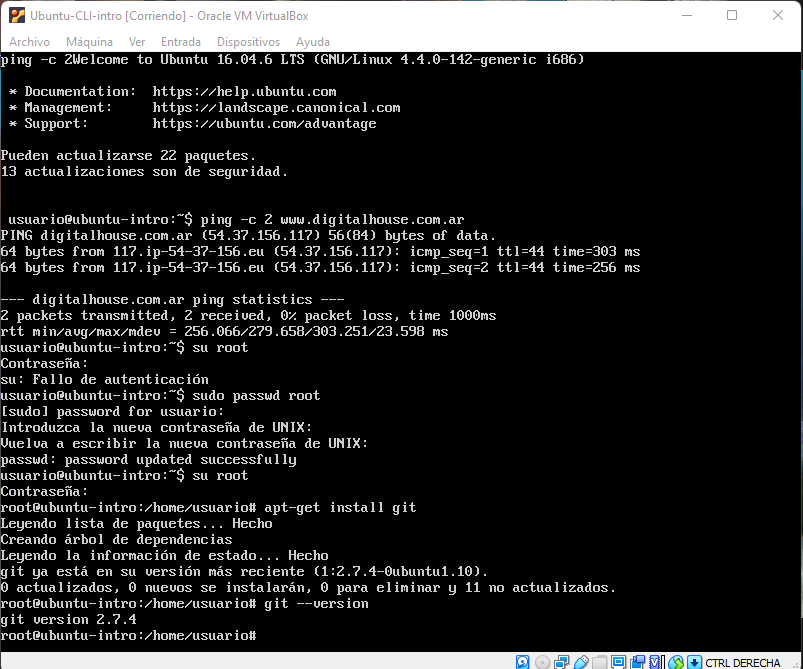 Ubuntu-CLI-intro [Corriendo] - Oracle VM VirtualBox
Archivo Máquina Ver Entrada Dispositivos Ayuda
ping -c 2Welcome to Ubuntu 16.04.6 LTS (GNU/Linux 4.4.0-142-generic i686)
* Documentation: https://help.ubuntu.com
* Management: https://landscape.canonical.com
* Support: https://ubuntu.com/advantage
Pueden actualizarse 22 paquetes.
13 actualizaciones son de seguridad.
usuario@ubuntu-intro:~$ ping -c 2 www.digitalhouse.com.ar
PING digitalhouse.com.ar (54.37.156.117) 56(84) bytes of data.
64 bytes from 117.ip-54-37-156.eu (54.37.156.117): icmp_seq=1 ttl=44 time=303 ms
64 bytes from 117.ip-54-37-156.eu (54.37.156.117): icmp_seq=2 ttl=44 time=256 ms
--- digitalhouse.com.ar ping statistics ---
2 packets transmitted, 2 received, 0% packet loss, time 1000ms
rtt min/avg/max/mdev = 256.066/279.658/303.251/23.598 ms
usuario@ubuntu-intro:~$ su root
Contraseña:
su: Fallo de autenticación
usuario@ubuntu-intro:~$ sudo passwd root
[sudo] password for usuario:
Introduzca la nueva contraseña de UNIX:
Vuelva a escribir la nueva contraseña de UNIX:
passwd: password updated successfully
usuario@ubuntu-intro:~$ su root
Contraseña:
root@ubuntu-intro:/home/usuario# apt-get install git
Leyendo lista de paquetes... Hecho
Creando árbol de dependencias
Leyendo la información de estado... Hecho
git ya está en su versión más reciente (1:2.7.4-0ubuntu1.10).
0 actualizados, 0 nuevos se instalarán, 0 para eliminar y 11 no actualizados.
root@ubuntu-intro:/home/usuario# git --version
git version 2.7.4
root@ubuntu-intro:/home/usuario#
CTRL DERECHA